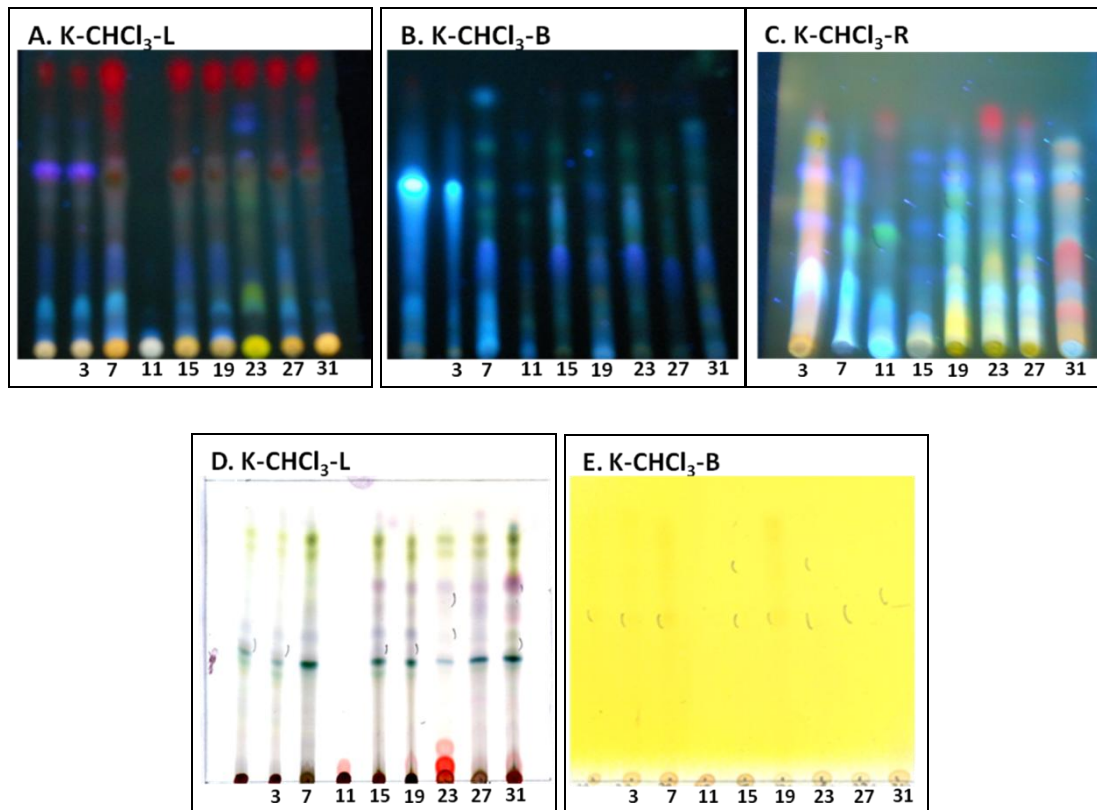 A. K-CHCl₃-L
3 7 11 15 19 23 27 31
B. K-CHCl₃-B
3 7 11 15 19 23 27 31
C. K-CHCl₃-R
3 7 11 15 19 23 27 31
D. K-CHCl₃-L
3 7 11 15 19 23 27 31
E. K-CHCl₃-B
3 7 11 15 19 23 27 31